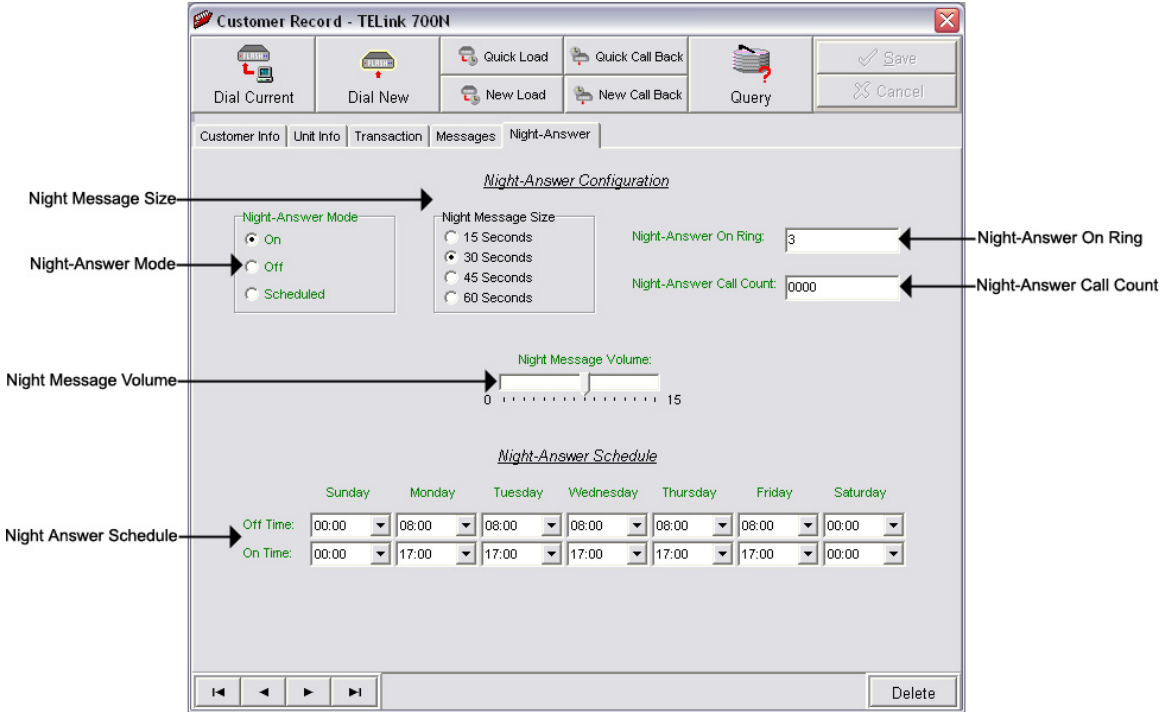 Customer Record - TELink 700N
Dial Current
Dial New
Quick Load
New Load
Quick Call Back
New Call Back
Query
Save
Cancel
Customer Info
Unit Info
Transaction
Messages
Night-Answer
Night-Answer Configuration
Night Message Size
Night-Answer Mode
On
Off
Scheduled
Night-Answer Mode
Night Message Size
15 Seconds
30 Seconds
45 Seconds
60 Seconds
Night-Answer On Ring: 3
Night-Answer On Ring
Night-Answer Call Count: 0000
Night-Answer Call Count
Night Message Volume:
Night Message Volume
0 15
Night-Answer Schedule
Sunday Monday Tuesday Wednesday Thursday Friday Saturday
Night Answer Schedule
Off Time: 00:00 08:00 08:00 08:00 08:00 08:00 00:00
On Time: 00:00 17:00 17:00 17:00 17:00 17:00 00:00
Delete